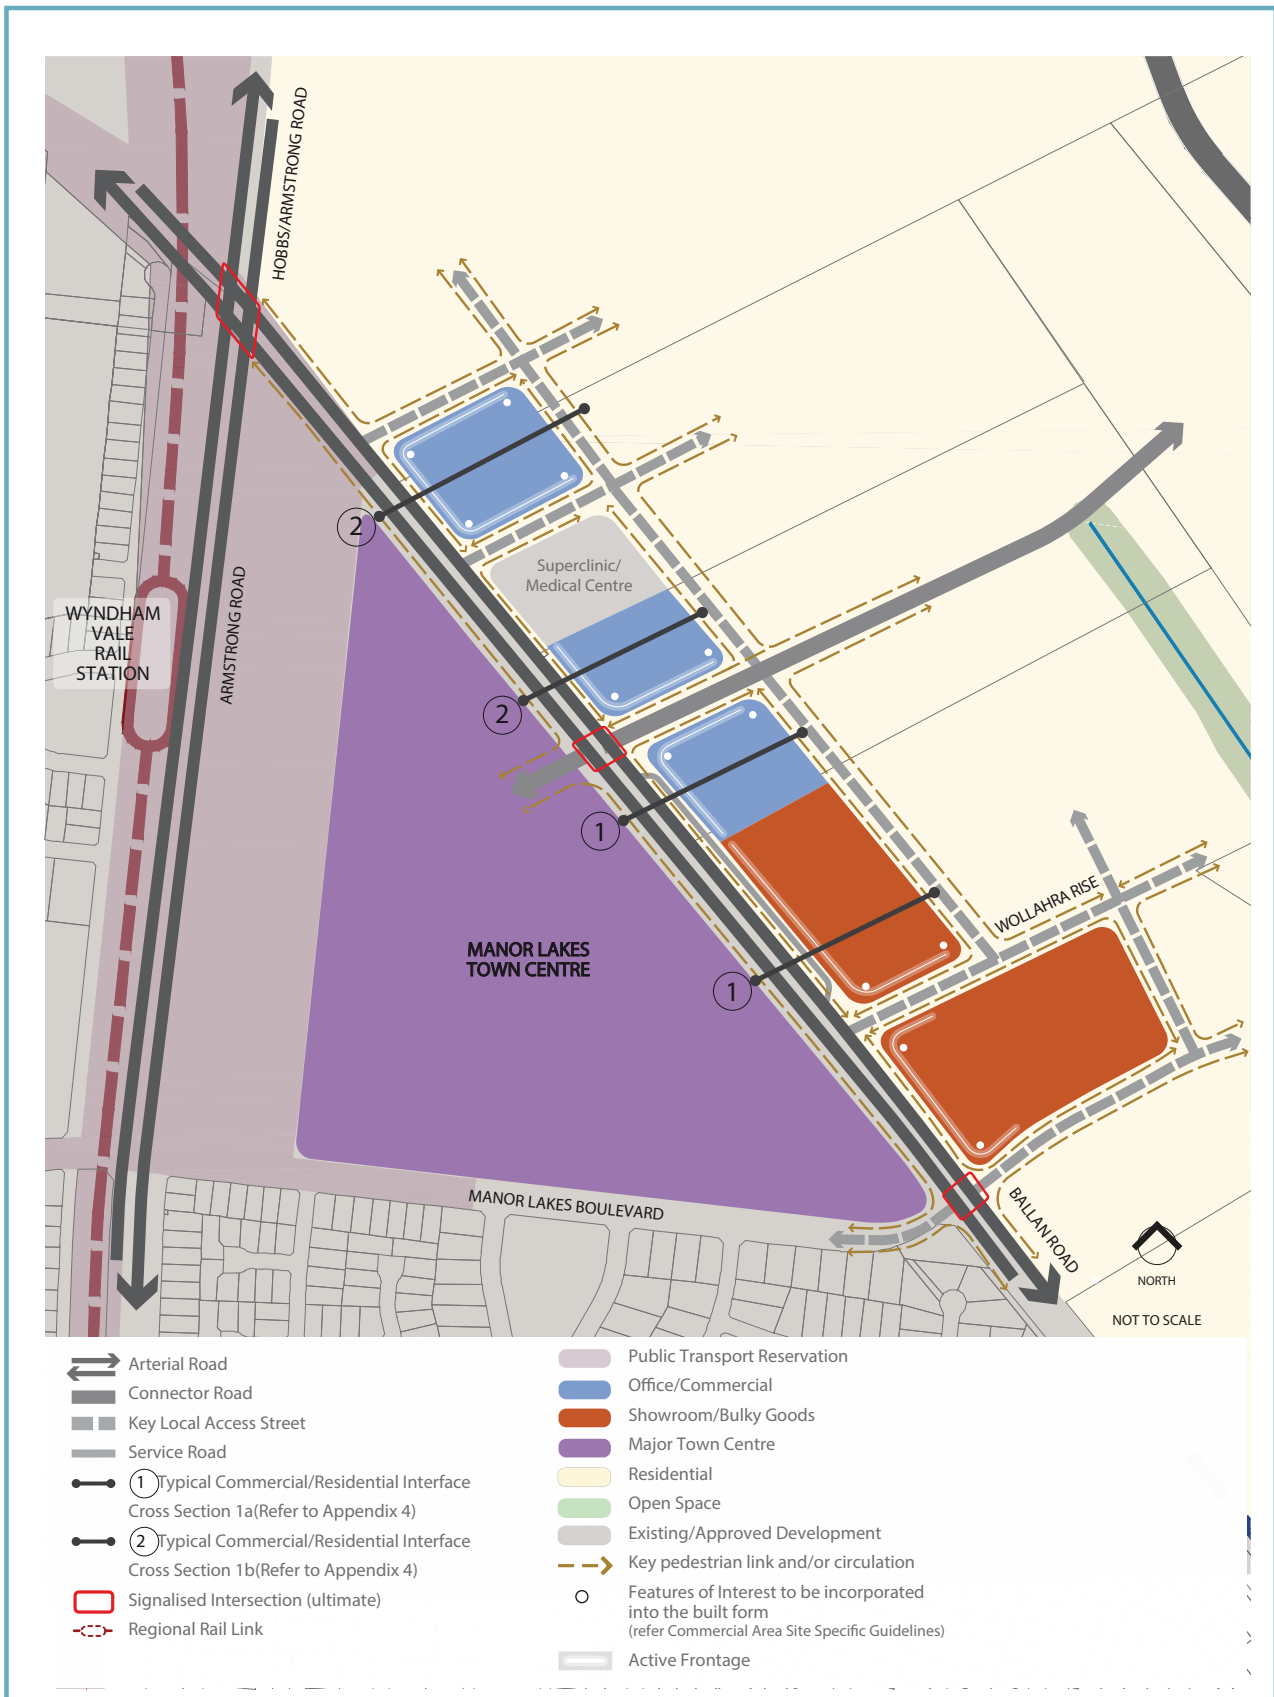 HOBBS/ARMSTRONG ROAD
2
Superclinic/
Medical Centre
WYNDHAM
VALE
RAIL
STATION
ARMSTRONG ROAD
2
1
WOLLAHRA RISE
MANOR LAKES
TOWN CENTRE
1
MANOR LAKES BOULEVARD
BALLAN ROAD
NORTH
NOT TO SCALE
Arterial Road
Connector Road
Key Local Access Street
Service Road
1 Typical Commercial/Residential Interface
Cross Section 1a(Refer to Appendix 4)
2 Typical Commercial/Residential Interface
Cross Section 1b(Refer to Appendix 4)
Signalised Intersection (ultimate)
Regional Rail Link
Public Transport Reservation
Office/Commercial
Showroom/Bulky Goods
Major Town Centre
Residential
Open Space
Existing/Approved Development
Key pedestrian link and/or circulation
Features of Interest to be incorporated
into the built form
(refer Commercial Area Site Specific Guidelines)
Active Frontage